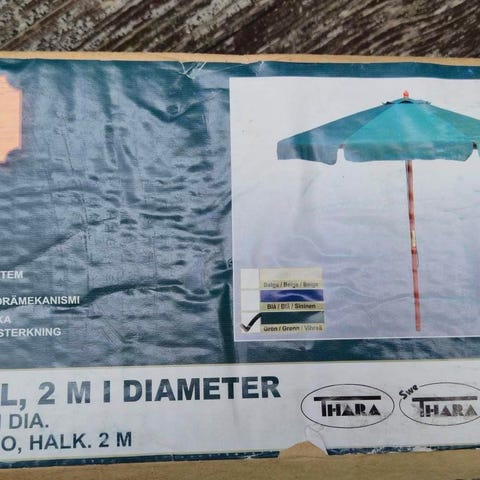 TEM
ORÄMEKANISMI
KA
STERKNING
Beige / Beige / Beige
Blå / Blå / Sininen
Grön / Grønn / Vihreä
L, 2 M I DIAMETER
I DIA.
O, HALK. 2 M
THARA
Swe
THARA